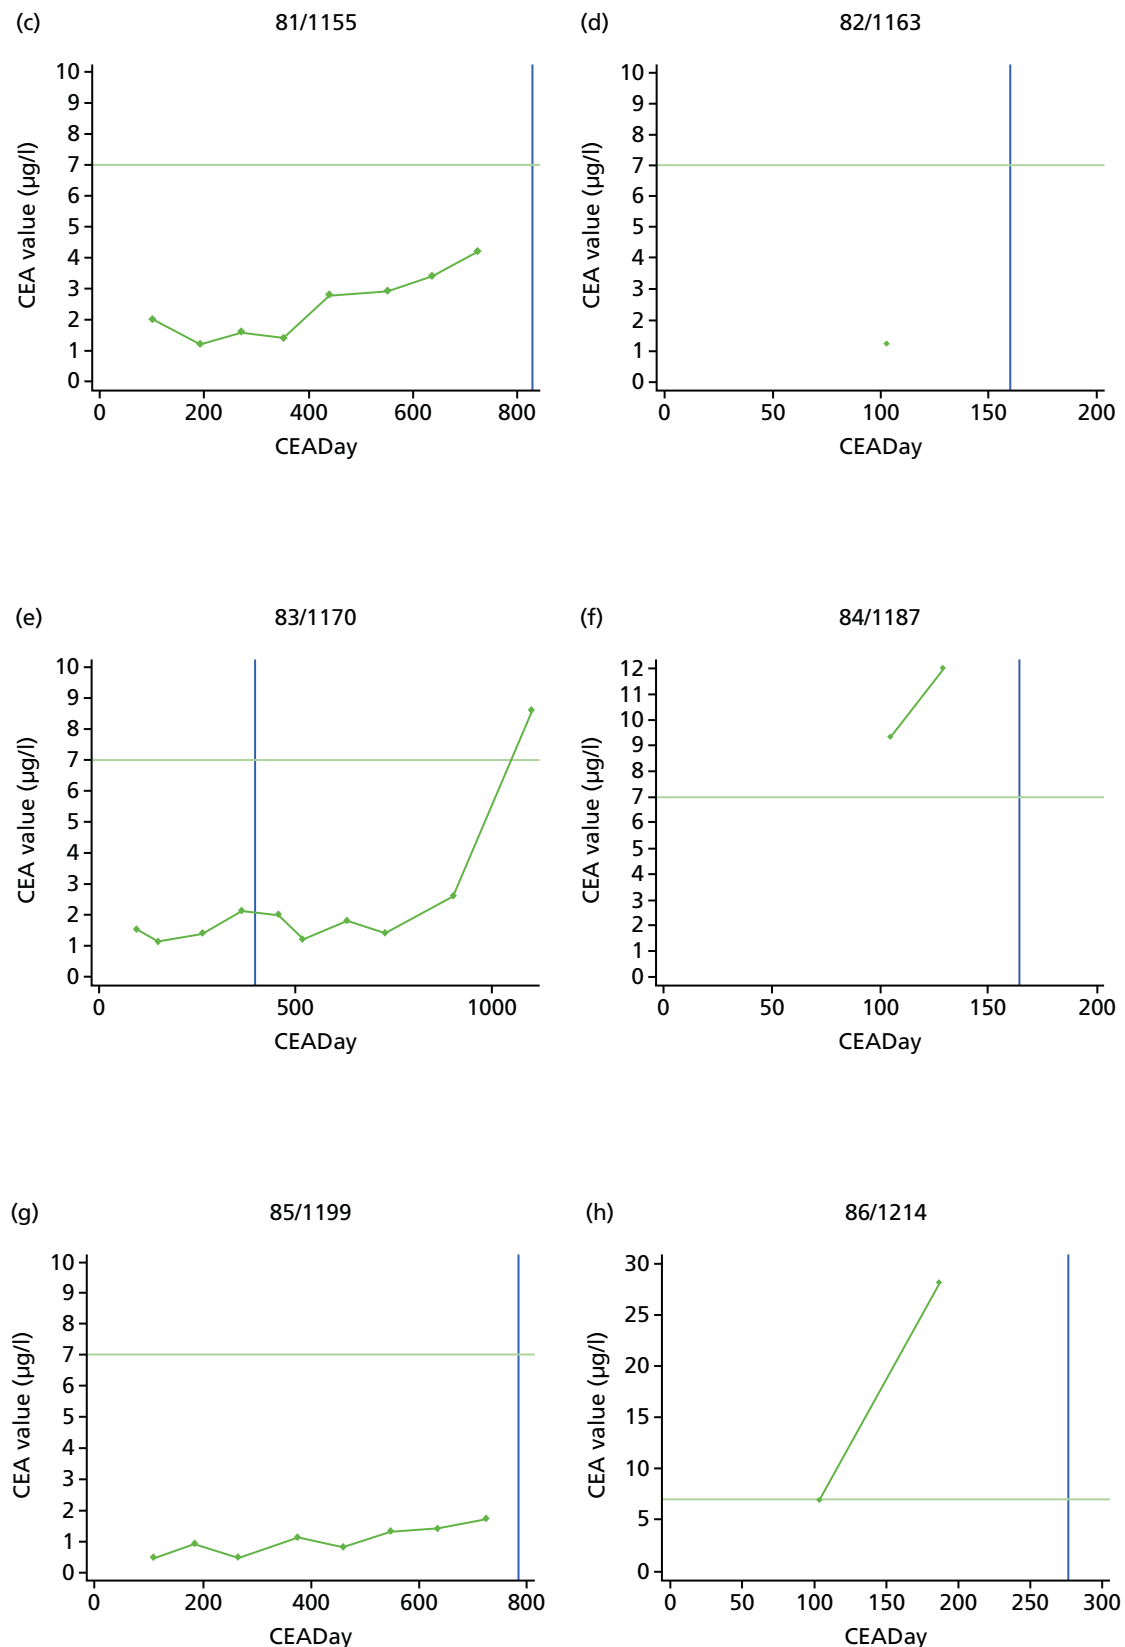 (c)
81/1155
10
9
8
7
6
5
4
3
2
1
0
CEA value (µg/l)
0 200 400 600 800
CEADay
(d)
82/1163
10
9
8
7
6
5
4
3
2
1
0
CEA value (µg/l)
0 50 100 150 200
CEADay
(e)
83/1170
10
9
8
7
6
5
4
3
2
1
0
CEA value (µg/l)
0 500 1000
CEADay
(f)
84/1187
12
11
10
9
8
7
6
5
4
3
2
1
0
CEA value (µg/l)
0 50 100 150 200
CEADay
(g)
85/1199
10
9
8
7
6
5
4
3
2
1
0
CEA value (µg/l)
0 200 400 600 800
CEADay
(h)
86/1214
30
25
20
15
10
5
0
CEA value (µg/l)
0 50 100 150 200 250 300
CEADay